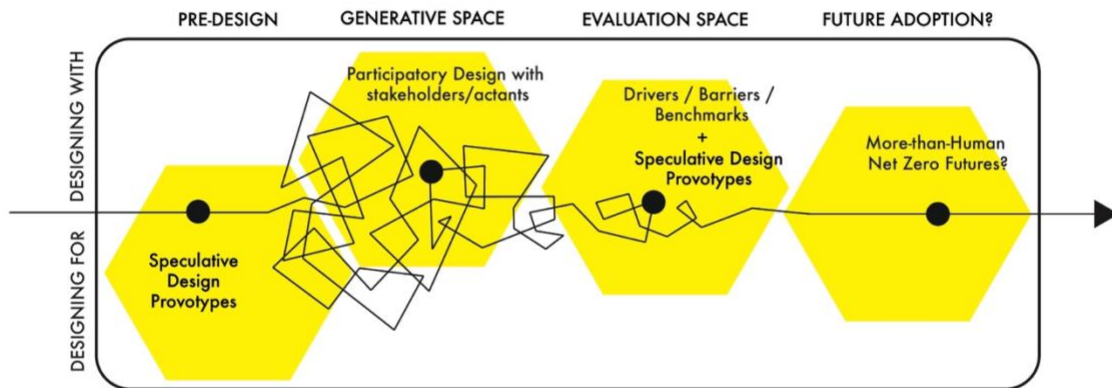 PRE-DESIGN
GENERATIVE SPACE
EVALUATION SPACE
FUTURE ADOPTION?
DESIGNING WITH
DESIGNING FOR
Speculative
Design
Provotypes
Participatory Design with
stakeholders/actants
Drivers / Barriers /
Benchmarks
+
Speculative Design
Provotypes
More-than-Human
Net Zero Futures?